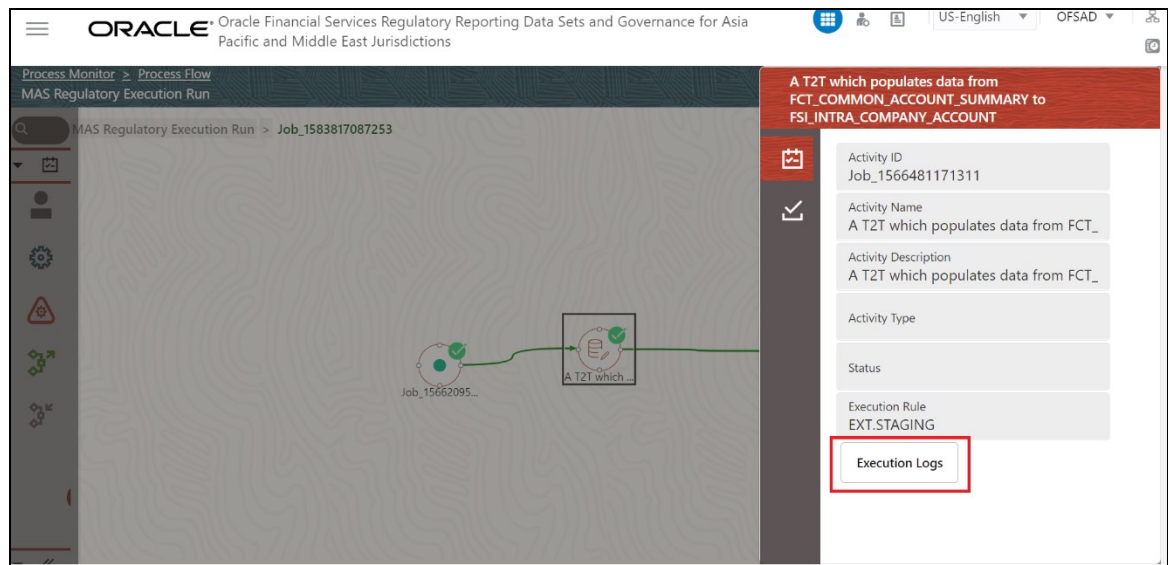 ORACLE® Oracle Financial Services Regulatory Reporting Data Sets and Governance for Asia
Pacific and Middle East Jurisdictions
US-English
OFSAD
Process Monitor > Process Flow
MAS Regulatory Execution Run
MAS Regulatory Execution Run > Job_1583817087253
Job_15662095...
A T2T which ...
A T2T which populates data from
FCT_COMMON_ACCOUNT_SUMMARY to
FSI_INTRA_COMPANY_ACCOUNT
Activity ID
Job_1566481171311
Activity Name
A T2T which populates data from FCT_
Activity Description
A T2T which populates data from FCT_
Activity Type
Status
Execution Rule
EXT.STAGING
Execution Logs